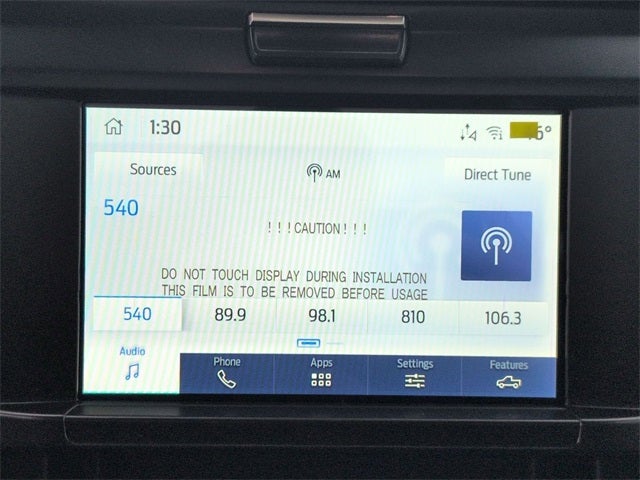 1:30
6°
Sources
AM
Direct Tune
540
! ! ! CAUTION ! ! !
DO NOT TOUCH DISPLAY DURING INSTALLATION
THIS FILM IS TO BE REMOVED BEFORE USAGE
540 89.9 98.1 810 106.3
Audio Phone Apps Settings Features